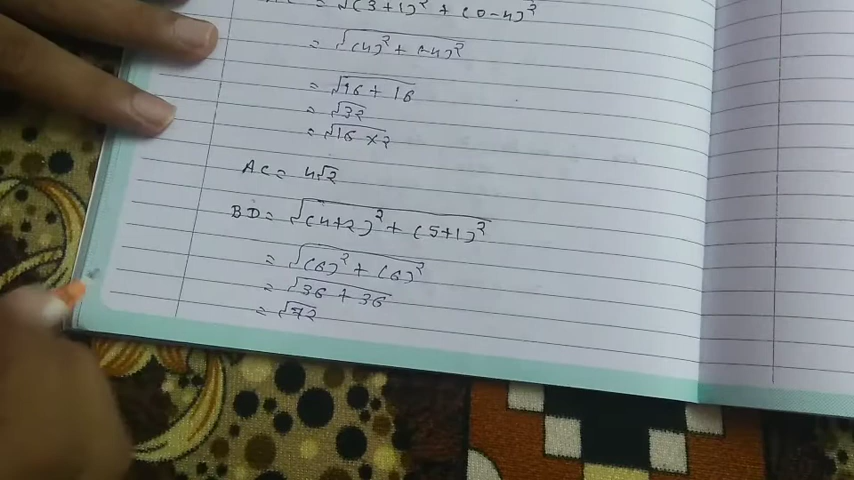 = √(3+1)² + (0-4)²
= √(4)² + (-4)²
= √16 + 16
= √32
= √16 × 2
AC = 4√2
BD = √(4+2)² + (5+1)²
= √(6)² + (6)²
= √36 + 36
= √72